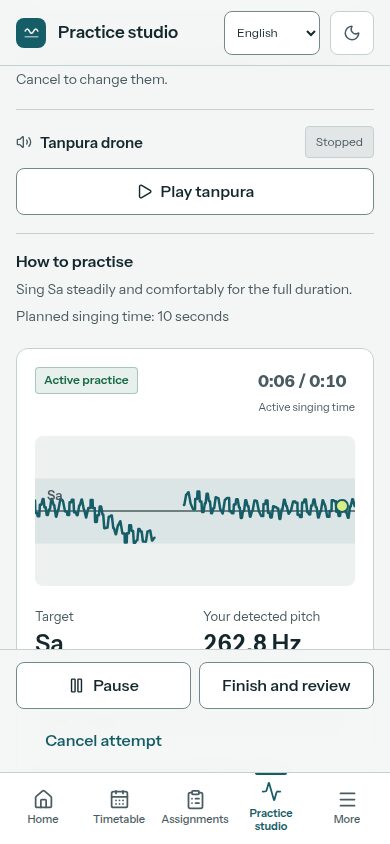 Practice studio
English
Cancel to change them.
Tanpura drone
Stopped
Play tanpura
How to practise
Sing Sa steadily and comfortably for the full duration.
Planned singing time: 10 seconds
Active practice
0:06 / 0:10
Active singing time
Sa
Target
Your detected pitch
Sa
262.8 Hz
Pause
Finish and review
Cancel attempt
Home
Timetable
Assignments
Practice
studio
More